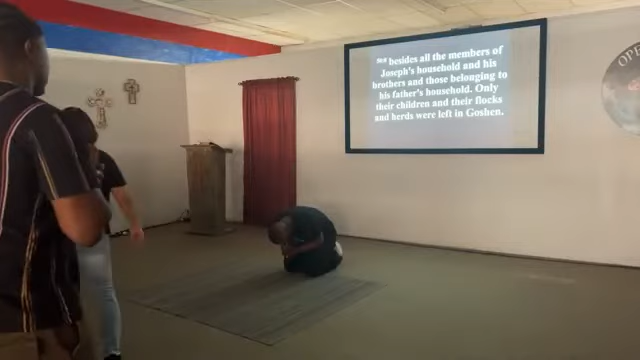 besides all the members of
Joseph's household and his
brothers and those belonging to
his father's household. Only
their children and their flocks
and herds were left in Goshen.
OPE